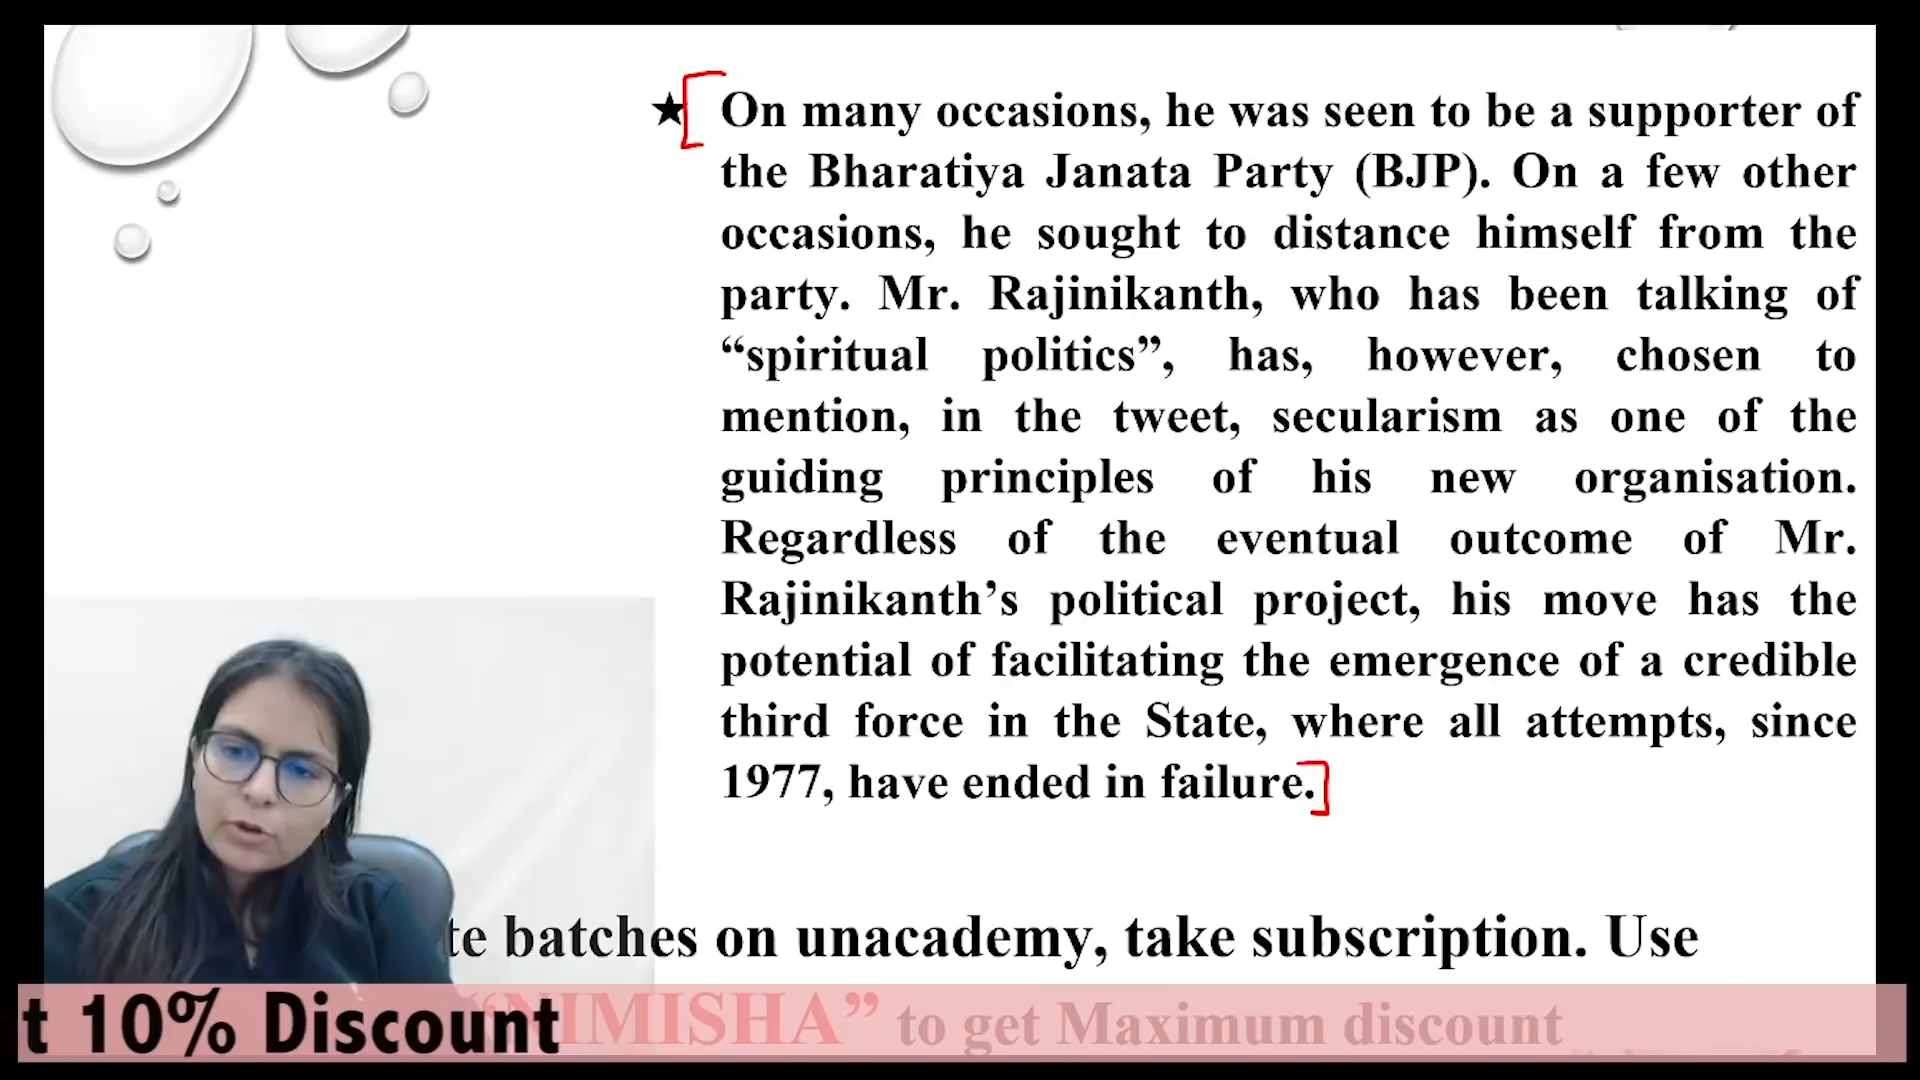 ★ On many occasions, he was seen to be a supporter of
the Bharatiya Janata Party (BJP). On a few other
occasions, he sought to distance himself from the
party. Mr. Rajinikanth, who has been talking of
“spiritual politics”, has, however, chosen to
mention, in the tweet, secularism as one of the
guiding principles of his new organisation.
Regardless of the eventual outcome of Mr.
Rajinikanth’s political project, his move has the
potential of facilitating the emergence of a credible
third force in the State, where all attempts, since
1977, have ended in failure.
te batches on unacademy, take subscription. Use
“NIMISHA” to get Maximum discount
t 10% Discount